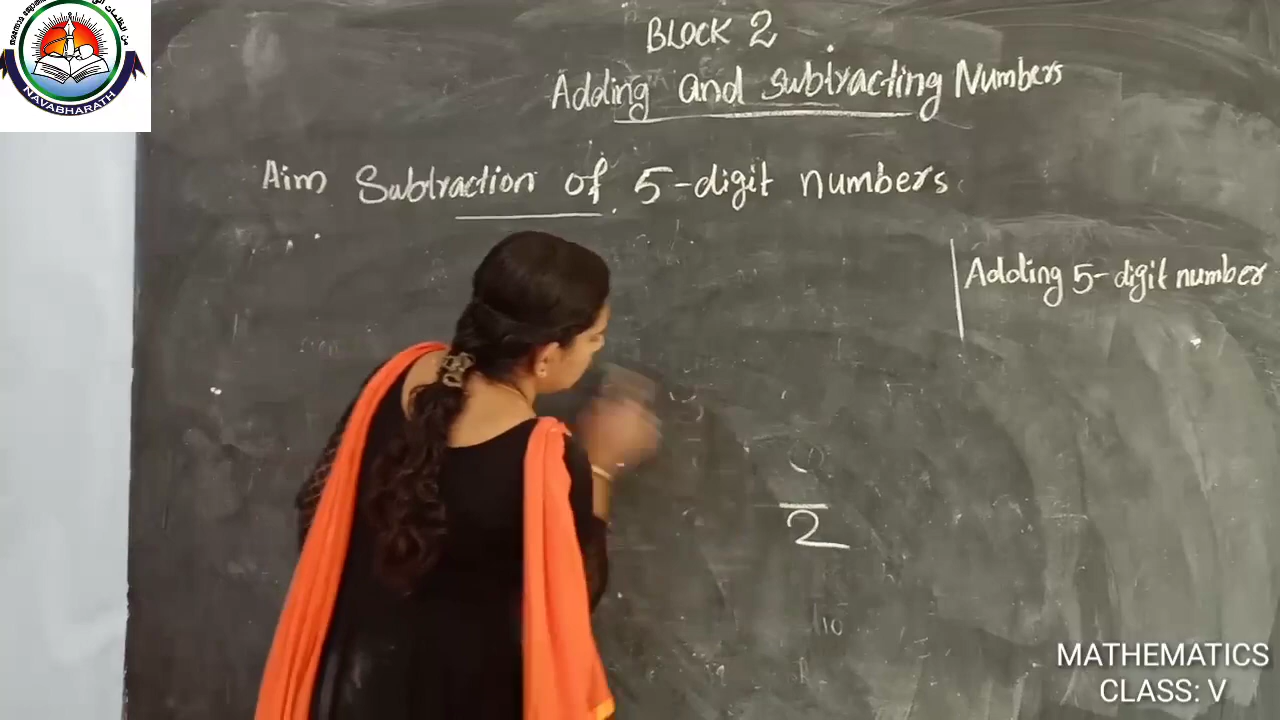 BLOCK 2
Adding and Subtracting Numbers
Aim Subtraction of 5-digit numbers
Adding 5-digit number
2
NAVABHARATH
MATHEMATICS
CLASS: V